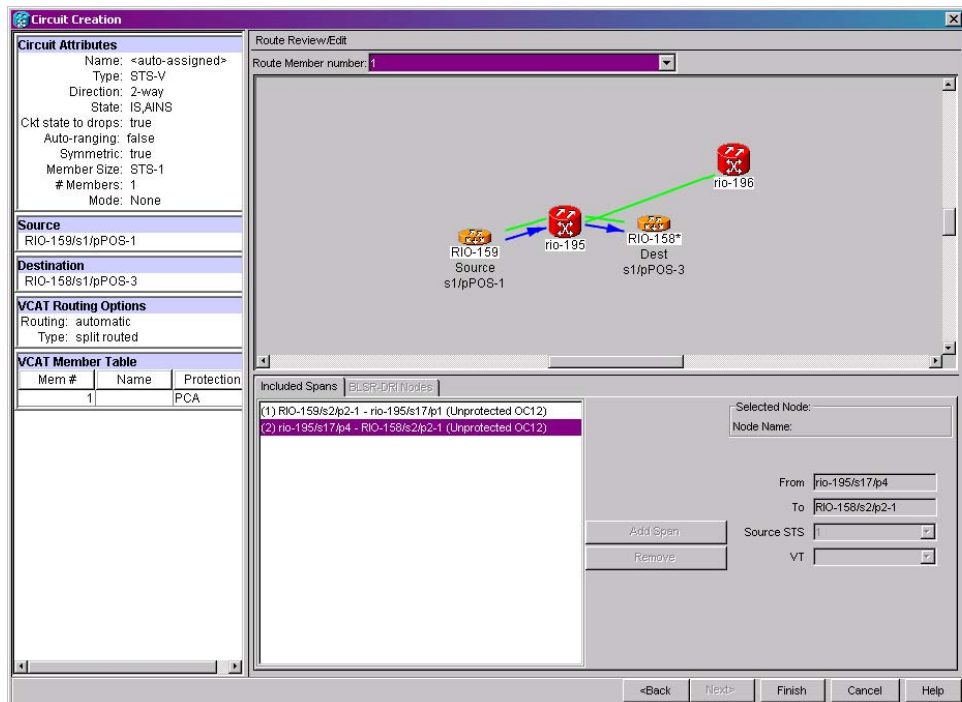 Circuit Creation
Circuit Attributes
Name: <auto-assigned>
Type: STS-V
Direction: 2-way
State: IS,AINS
Ckt state to drops: true
Auto-ranging: false
Symmetric: true
Member Size: STS-1
# Members: 1
Mode: None
Source
RIO-159/s1/pPOS-1
Destination
RIO-158/s1/pPOS-3
VCAT Routing Options
Routing: automatic
Type: split routed
VCAT Member Table
Mem # Name Protection
1 PCA
Route Review/Edit
Route Member number: 1
rio-196
rio-195
RIO-159
Source
s1/pPOS-1
RIO-158*
Dest
s1/pPOS-3
Included Spans BLSR-DRI Nodes
(1) RIO-159/s2/p2-1 - rio-195/s17/p1 (Unprotected OC12)
(2) rio-195/s17/p4 - RIO-158/s2/p2-1 (Unprotected OC12)
Add Span
Remove
Selected Node:
Node Name:
From rio-195/s17/p4
To RIO-158/s2/p2-1
Source STS 1
VT
<Back Next> Finish Cancel Help